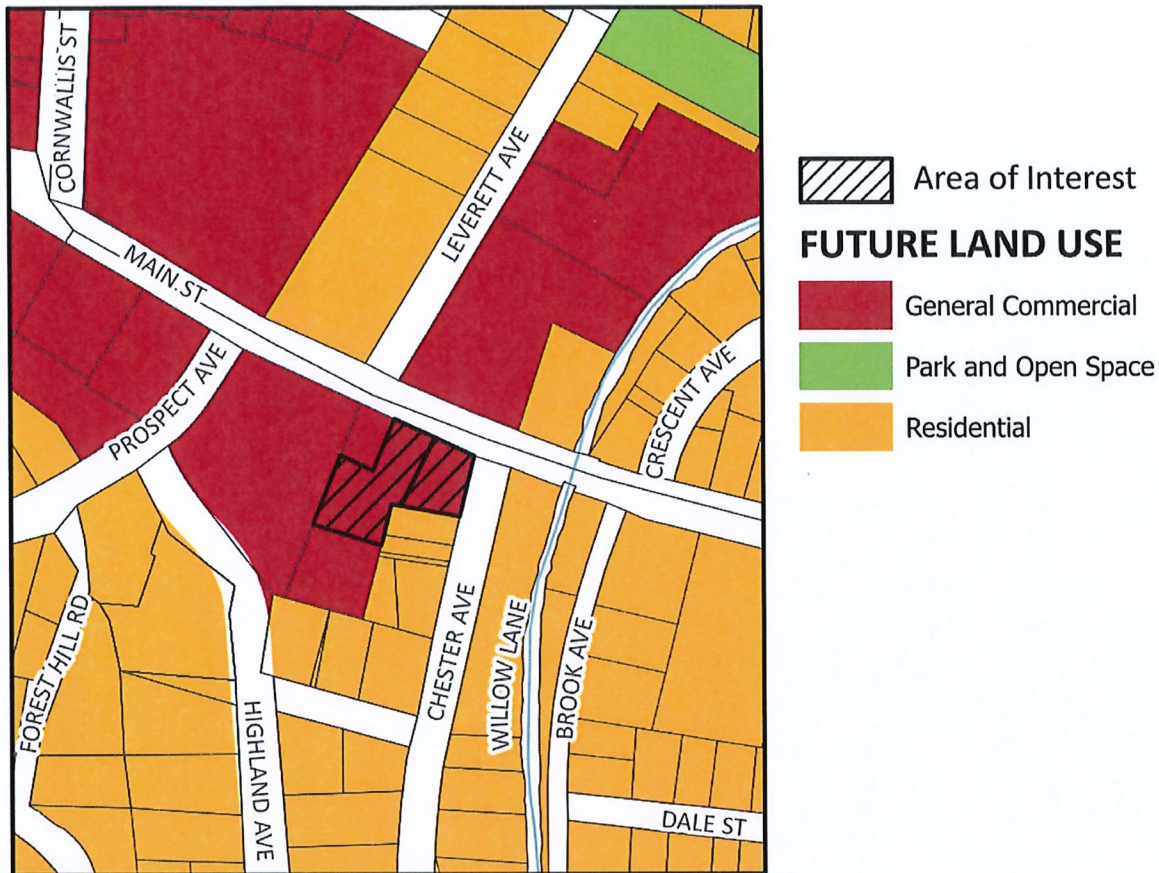 CORNWALLIS ST
LEVERETT AVE
MAIN ST
PROSPECT AVE
CRESCENT AVE
FOREST HILL RD
HIGHLAND AVE
CHESTER AVE
WILLOW LANE
BROOK AVE
DALE ST
Area of Interest
FUTURE LAND USE
General Commercial
Park and Open Space
Residential